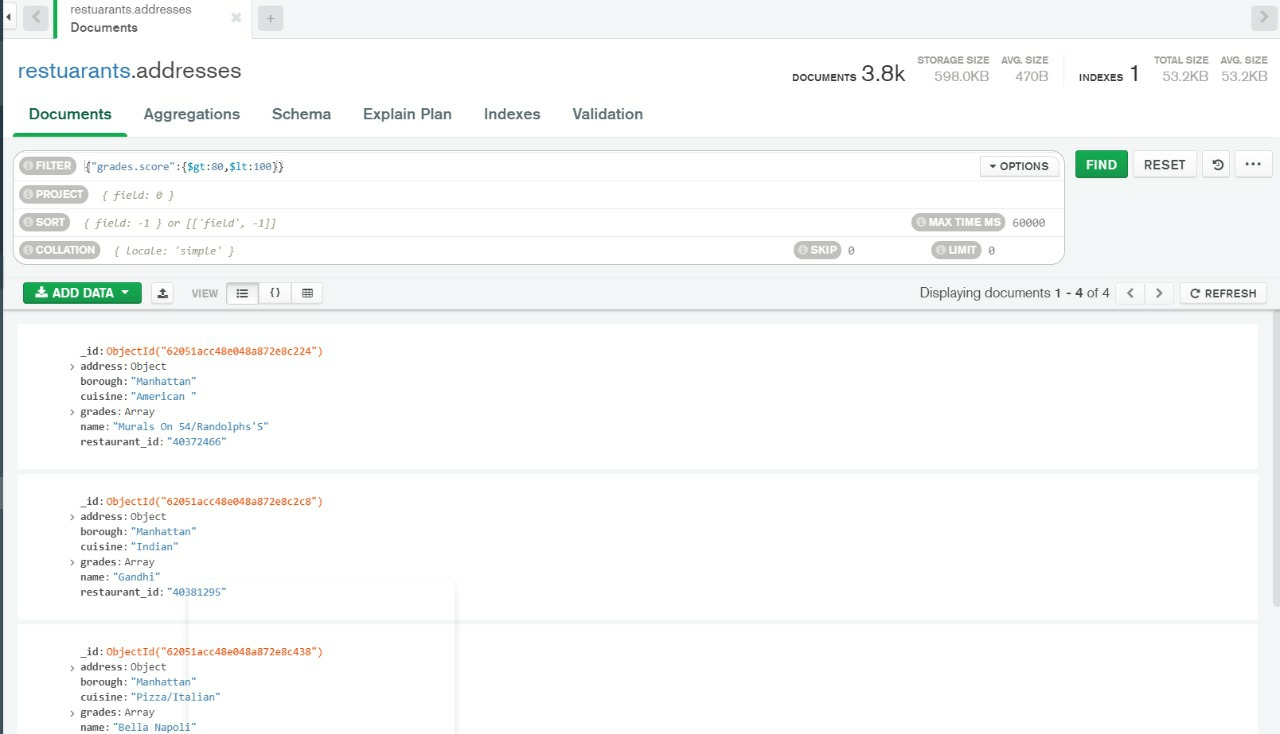 restuarants.addresses
Documents
restuarants.addresses
DOCUMENTS 3.8k STORAGE SIZE 598.0KB AVG. SIZE 470B INDEXES 1 TOTAL SIZE 53.2KB AVG. SIZE 53.2KB
Documents Aggregations Schema Explain Plan Indexes Validation
FILTER {"grades.score":{$gt:80,$lt:100}} OPTIONS FIND RESET
PROJECT { field: 0 }
SORT { field: -1 } or [['field', -1]] MAX TIME MS 60000
COLLATION { locale: 'simple' } SKIP 0 LIMIT 0
ADD DATA VIEW {} Displaying documents 1 - 4 of 4 REFRESH
_id: ObjectId("62051acc48e048a872e8c224")
address: Object
borough: "Manhattan"
cuisine: "American "
grades: Array
name: "Murals On 54/Randolphs'S"
restaurant_id: "40372466"
_id: ObjectId("62051acc48e048a872e8c2c8")
address: Object
borough: "Manhattan"
cuisine: "Indian"
grades: Array
name: "Gandhi"
restaurant_id: "40381295"
_id: ObjectId("62051acc48e048a872e8c438")
address: Object
borough: "Manhattan"
cuisine: "Pizza/Italian"
grades: Array
name: "Bella Napoli"